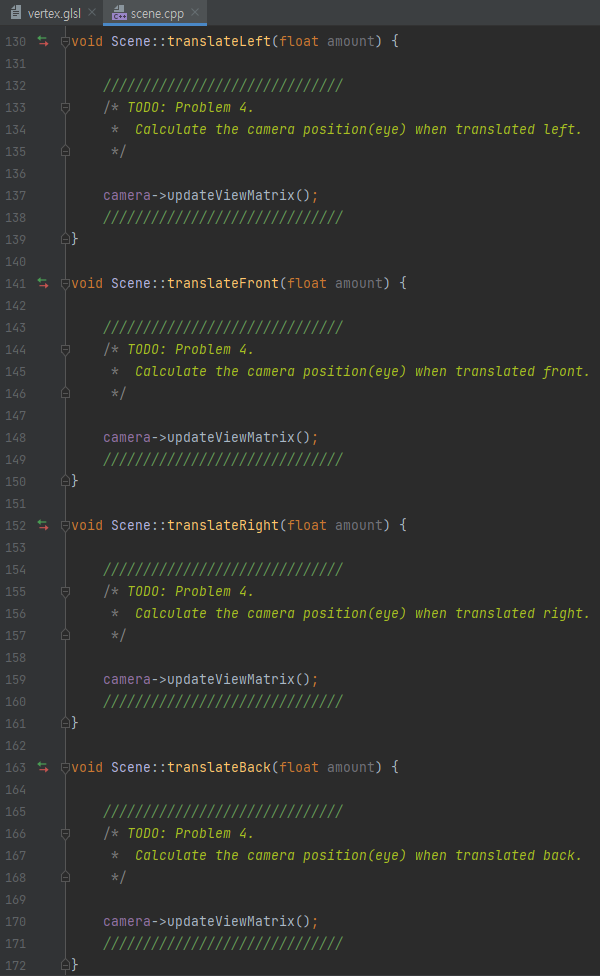 vertex.glsl scene.cpp
130 void Scene::translateLeft(float amount) {
131
132 //////////////////////////////
133 /* TODO: Problem 4.
134 *  Calculate the camera position(eye) when translated left.
135 */
136
137 camera->updateViewMatrix();
138 //////////////////////////////
139 }
140
141 void Scene::translateFront(float amount) {
142
143 //////////////////////////////
144 /* TODO: Problem 4.
145 *  Calculate the camera position(eye) when translated front.
146 */
147
148 camera->updateViewMatrix();
149 //////////////////////////////
150 }
151
152 void Scene::translateRight(float amount) {
153
154 //////////////////////////////
155 /* TODO: Problem 4.
156 *  Calculate the camera position(eye) when translated right.
157 */
158
159 camera->updateViewMatrix();
160 //////////////////////////////
161 }
162
163 void Scene::translateBack(float amount) {
164
165 //////////////////////////////
166 /* TODO: Problem 4.
167 *  Calculate the camera position(eye) when translated back.
168 */
169
170 camera->updateViewMatrix();
171 //////////////////////////////
172 }